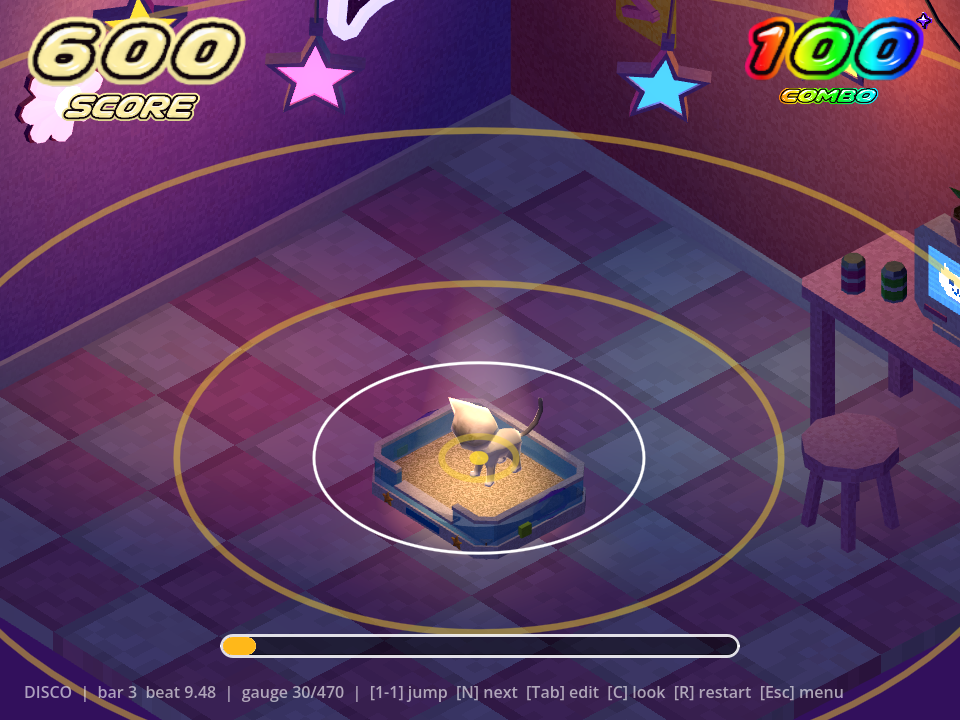 600
SCORE
100
COMBO
DISCO | bar 3 beat 9.48 | gauge 30/470 | [1-1] jump [N] next [Tab] edit [C] look [R] restart [Esc] menu